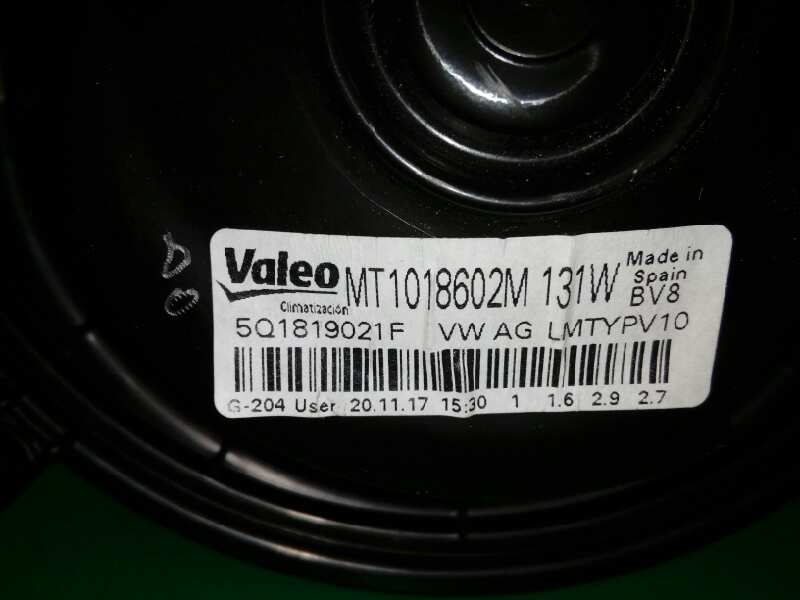 Valeo
Climatización
MT1018602M 131W
Made in
Spain
BV8
5Q1819021F VW AG LMTYPV10
G-204 User 20.11.17 15:30 1 1.6 2.9 2.7